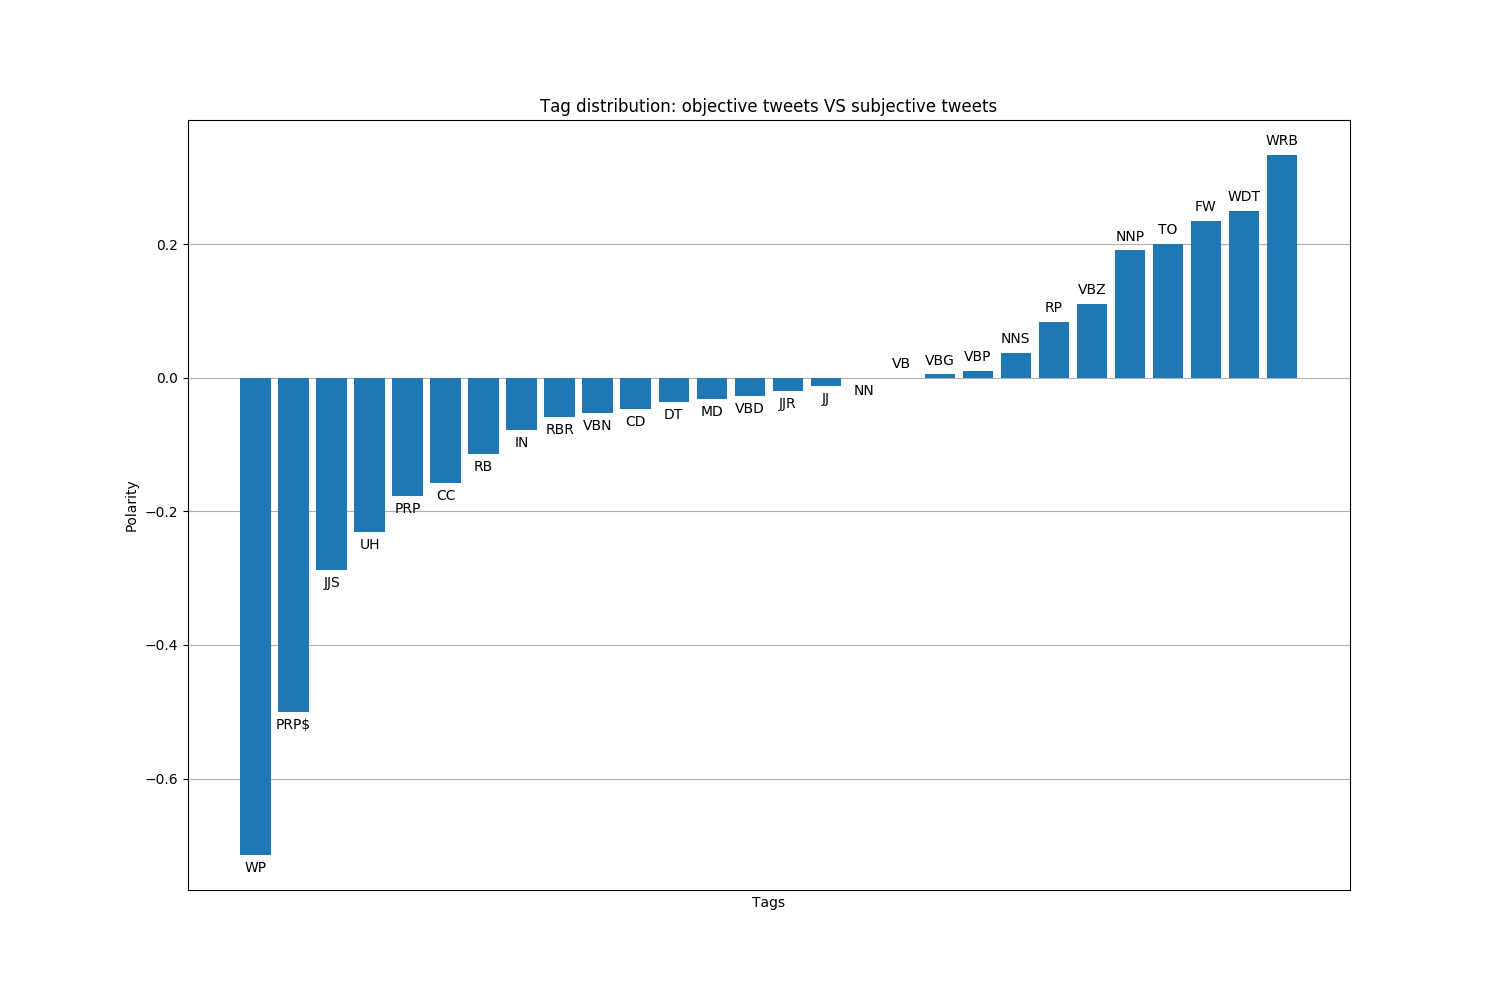 Tag distribution: objective tweets VS subjective tweets
WRB
WDT
FW
TO
NNP
0.2
VBZ
RP
NNS
VB
VBG
VBP
0.0
NN
JJ
JJR
VBD
MD
DT
CD
VBN
RBR
IN
RB
CC
PRP
−0.2
UH
JJS
Polarity
−0.4
PRP$
−0.6
WP
Tags